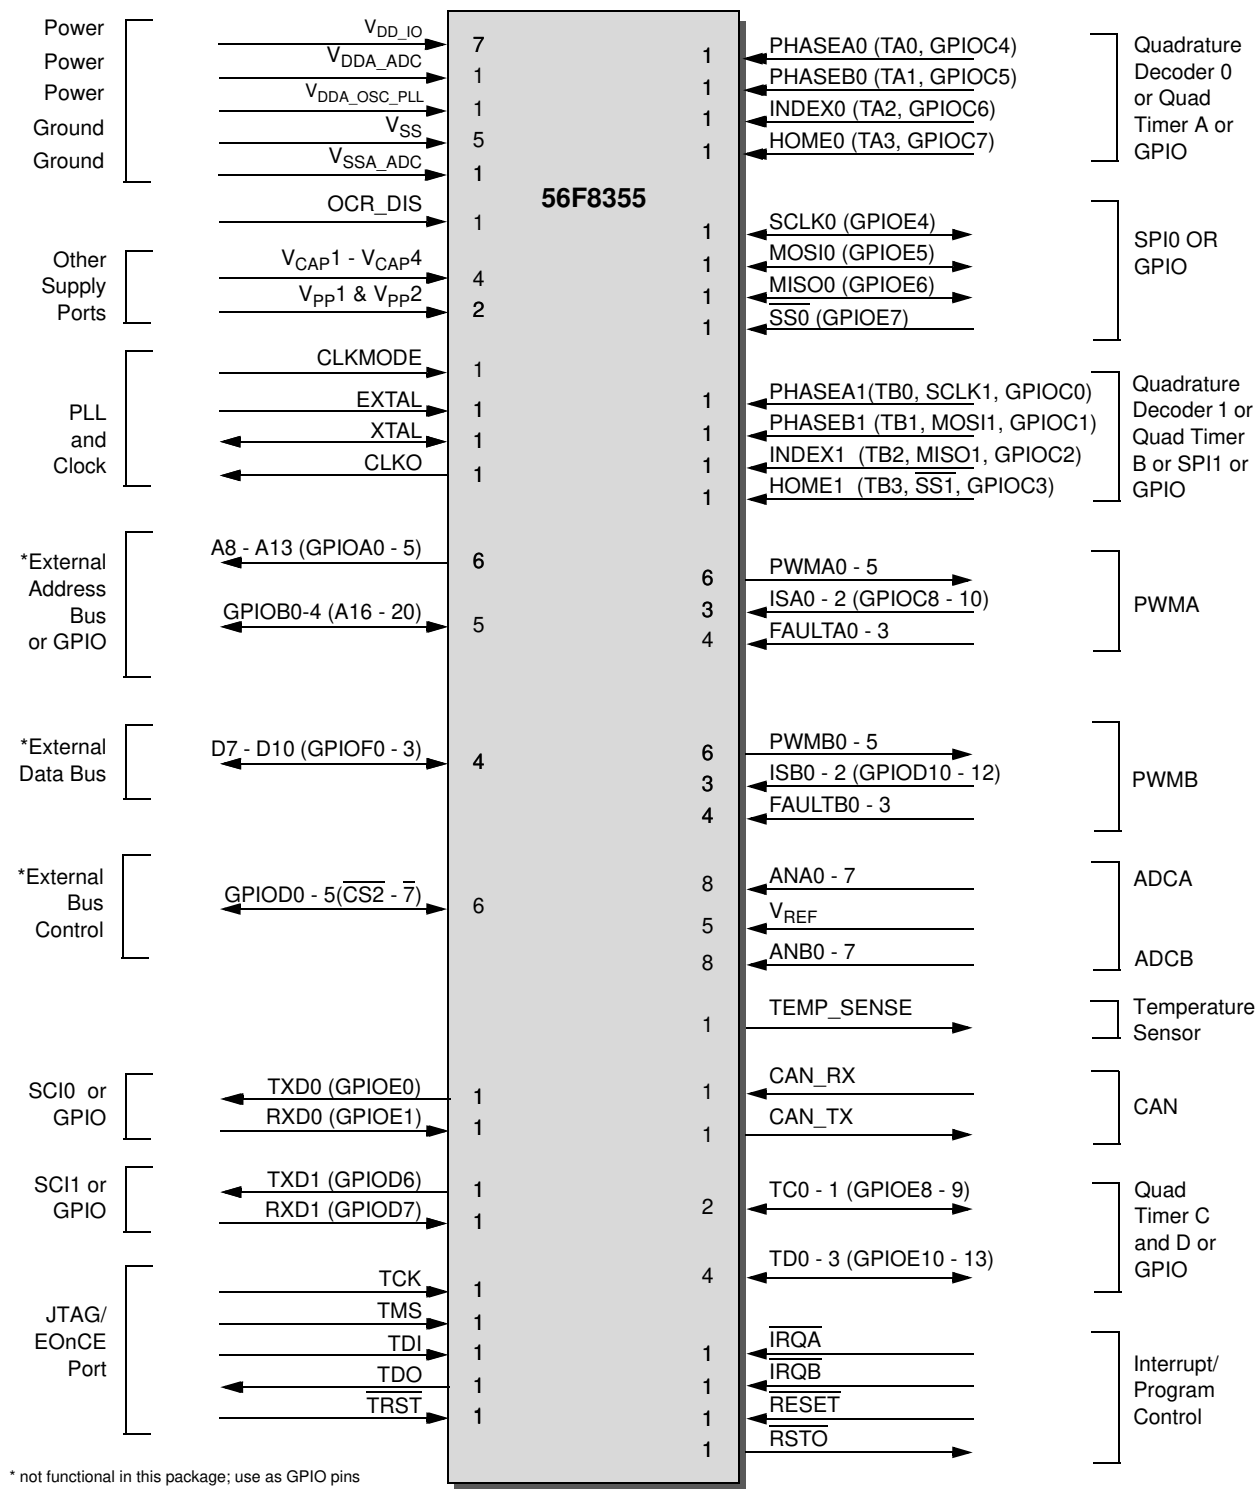 Power
V_DD_IO
7
Power
V_DDA_ADC
1
Power
V_DDA_OSC_PLL
1
Ground
V_SS
5
Ground
V_SSA_ADC
1
OCR_DIS
1
Other
Supply
Ports
V_CAP1 - V_CAP4
4
V_PP1 & V_PP2
2
PLL
and
Clock
CLKMODE
1
EXTAL
1
XTAL
1
CLKO
1
*External
Address
Bus
or GPIO
A8 - A13 (GPIOA0 - 5)
6
GPIOB0-4 (A16 - 20)
5
*External
Data Bus
D7 - D10 (GPIOF0 - 3)
4
*External
Bus
Control
GPIOD0 - 5(C̅S̅2̅ - 7̅)
6
SCI0 or
GPIO
TXD0 (GPIOE0)
1
RXD0 (GPIOE1)
1
SCI1 or
GPIO
TXD1 (GPIOD6)
1
RXD1 (GPIOD7)
1
JTAG/
EOnCE
Port
TCK
1
TMS
1
TDI
1
TDO
1
T̅R̅S̅T̅
1
56F8355
1
PHASEA0 (TA0, GPIOC4)
1
PHASEB0 (TA1, GPIOC5)
1
INDEX0 (TA2, GPIOC6)
1
HOME0 (TA3, GPIOC7)
Quadrature
Decoder 0
or Quad
Timer A or
GPIO
1
SCLK0 (GPIOE4)
1
MOSI0 (GPIOE5)
1
MISO0 (GPIOE6)
1
S̅S̅0̅ (GPIOE7)
SPI0 OR
GPIO
1
PHASEA1(TB0, SCLK1, GPIOC0)
1
PHASEB1 (TB1, MOSI1, GPIOC1)
1
INDEX1 (TB2, MISO1, GPIOC2)
1
HOME1 (TB3, S̅S̅1̅, GPIOC3)
Quadrature
Decoder 1 or
Quad Timer
B or SPI1 or
GPIO
6
PWMA0 - 5
3
ISA0 - 2 (GPIOC8 - 10)
4
FAULTA0 - 3
PWMA
6
PWMB0 - 5
3
ISB0 - 2 (GPIOD10 - 12)
4
FAULTB0 - 3
PWMB
8
ANA0 - 7
ADCA
5
V_REF
8
ANB0 - 7
ADCB
1
TEMP_SENSE
Temperature
Sensor
1
CAN_RX
1
CAN_TX
CAN
2
TC0 - 1 (GPIOE8 - 9)
4
TD0 - 3 (GPIOE10 - 13)
Quad
Timer C
and D or
GPIO
1
I̅R̅Q̅A̅
1
I̅R̅Q̅B̅
1
R̅E̅S̅E̅T̅
1
R̅S̅T̅O̅
Interrupt/
Program
Control
* not functional in this package; use as GPIO pins